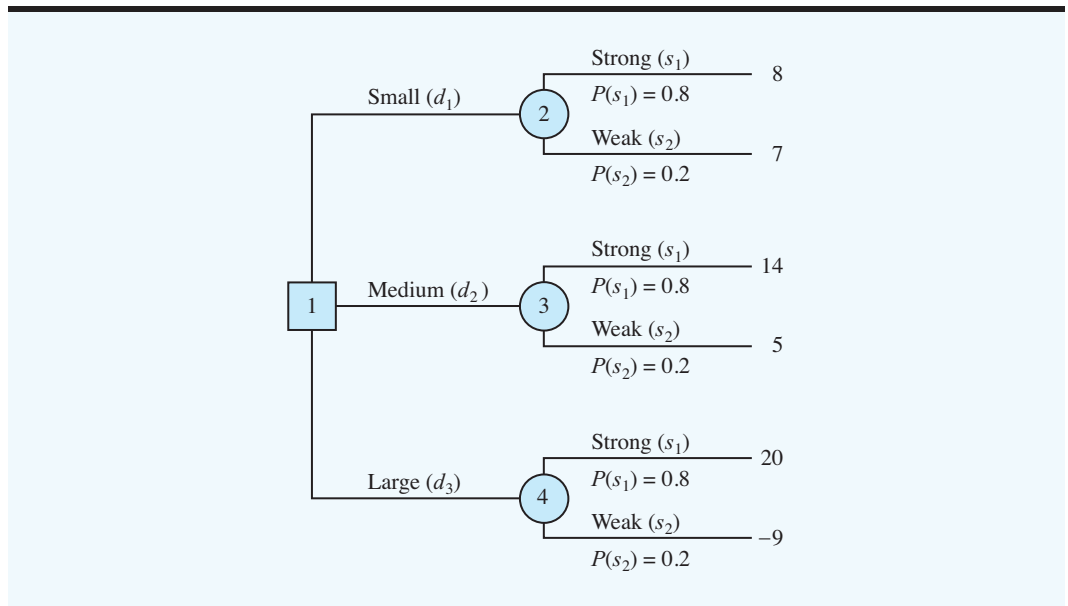 Strong (s₁)
8
Small (d₁)
P(s₁) = 0.8
2
Weak (s₂)
7
P(s₂) = 0.2
Strong (s₁)
14
Medium (d₂)
P(s₁) = 0.8
1
3
Weak (s₂)
5
P(s₂) = 0.2
Strong (s₁)
20
Large (d₃)
P(s₁) = 0.8
4
Weak (s₂)
–9
P(s₂) = 0.2